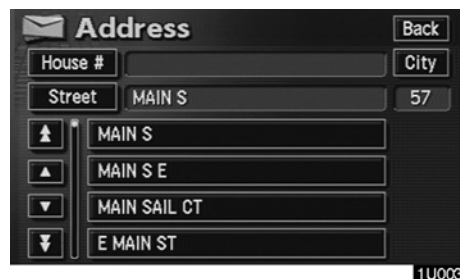 Address Back
House # City
Street MAIN S 57
MAIN S
MAIN S E
MAIN SAIL CT
E MAIN ST
1U003